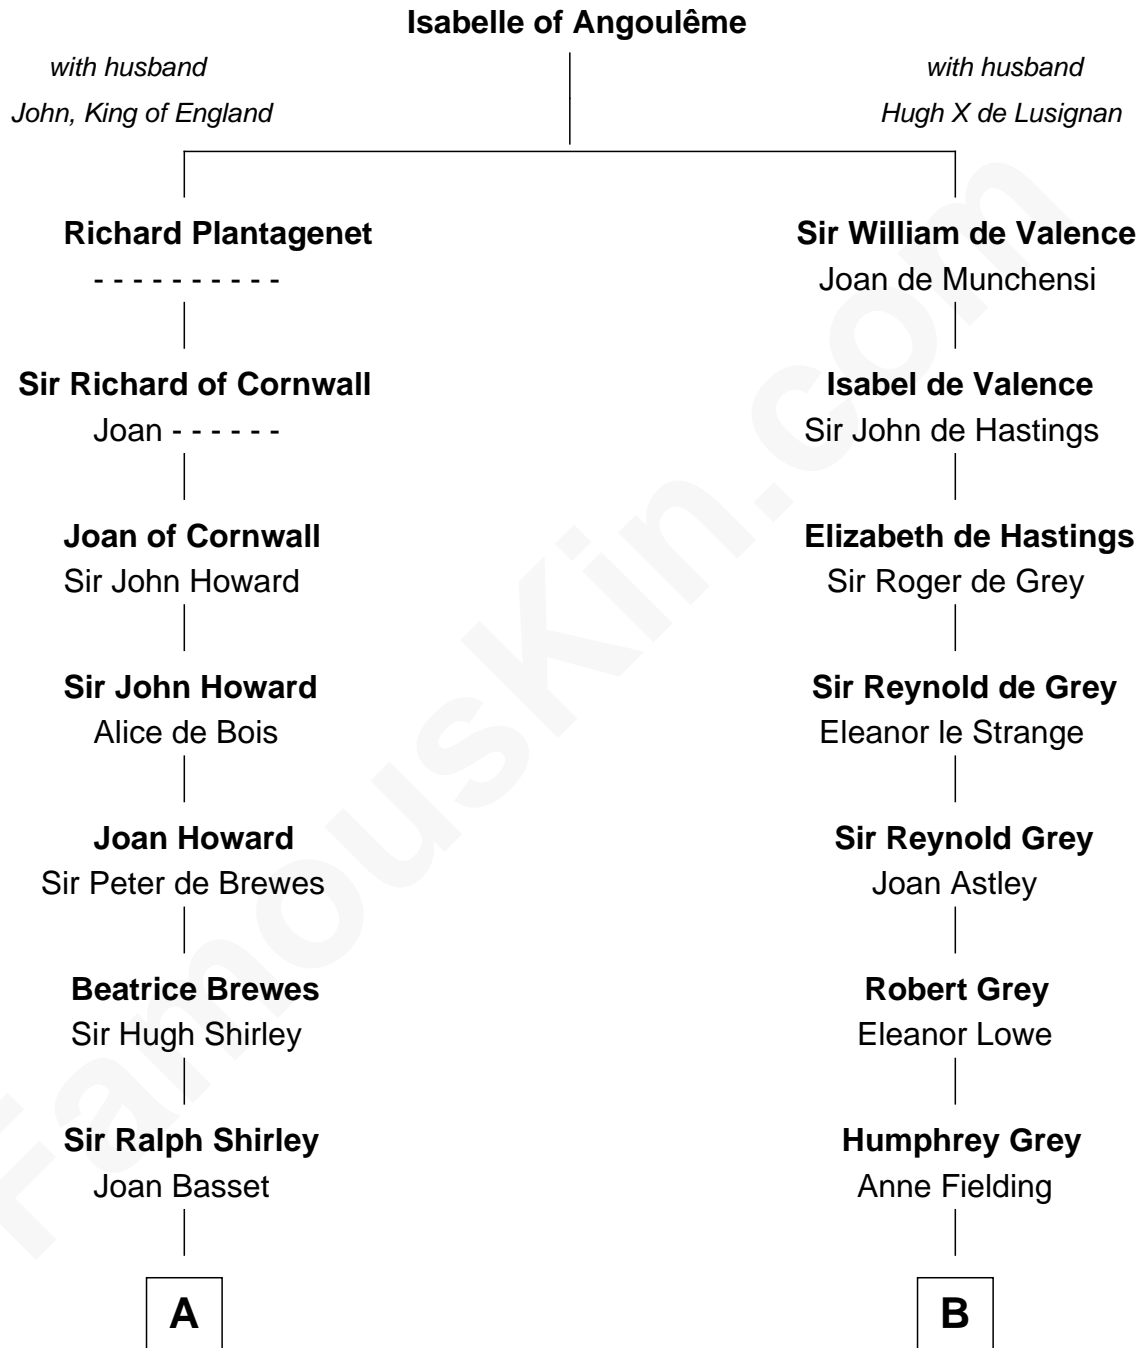 Isabelle of Angoulême
with husband
John, King of England
with husband
Hugh X de Lusignan
Richard Plantagenet
- - - - - - - - - -
Sir William de Valence
Joan de Munchensi
Sir Richard of Cornwall
Joan - - - - - -
Isabel de Valence
Sir John de Hastings
Joan of Cornwall
Sir John Howard
Elizabeth de Hastings
Sir Roger de Grey
Sir John Howard
Alice de Bois
Sir Reynold de Grey
Eleanor le Strange
Joan Howard
Sir Peter de Brewes
Sir Reynold Grey
Joan Astley
Beatrice Brewes
Sir Hugh Shirley
Robert Grey
Eleanor Lowe
Sir Ralph Shirley
Joan Basset
Humphrey Grey
Anne Fielding
A
B
FamousKin.com